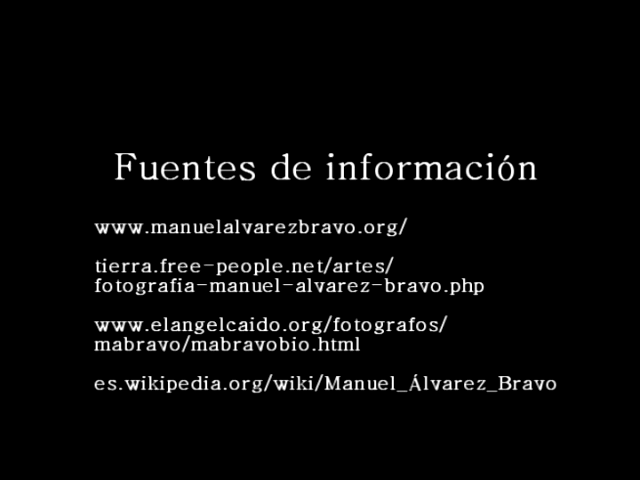 Fuentes de información
www.manuelalvarezbravo.org/
tierra.free-people.net/artes/
fotografia-manuel-alvarez-bravo.php
www.elangelcaido.org/fotografos/
mabravo/mabravobio.html
es.wikipedia.org/wiki/Manuel_Álvarez_Bravo